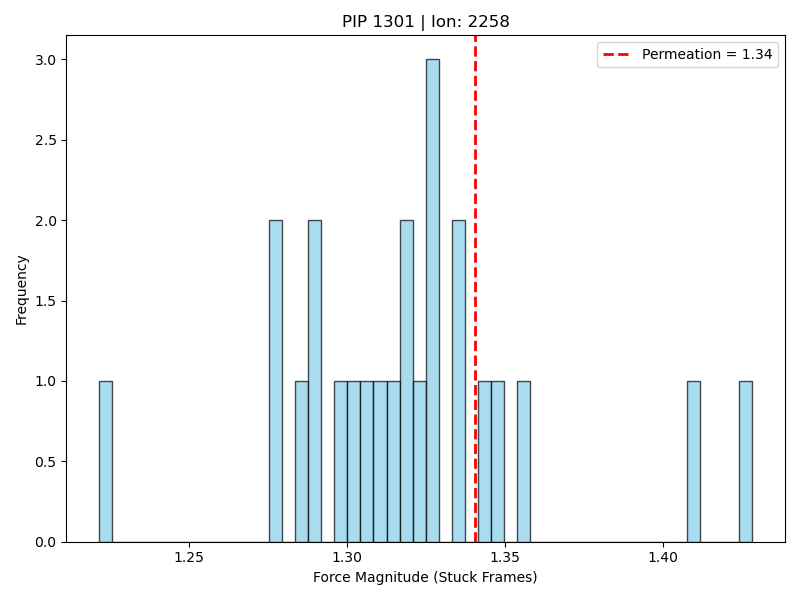 PIP 1301 | Ion: 2258
Permeation = 1.34
3.0
2.5
2.0
1.5
1.0
0.5
0.0
Frequency
1.25 1.30 1.35 1.40
Force Magnitude (Stuck Frames)